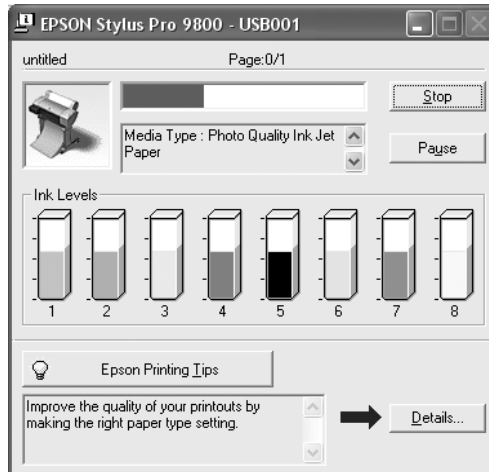 EPSON Stylus Pro 9800 - USB001
untitled Page:0/1
Stop
Media Type : Photo Quality Ink Jet
Paper
Pause
Ink Levels
1 2 3 4 5 6 7 8
Epson Printing Tips
Improve the quality of your printouts by
making the right paper type setting.
Details...